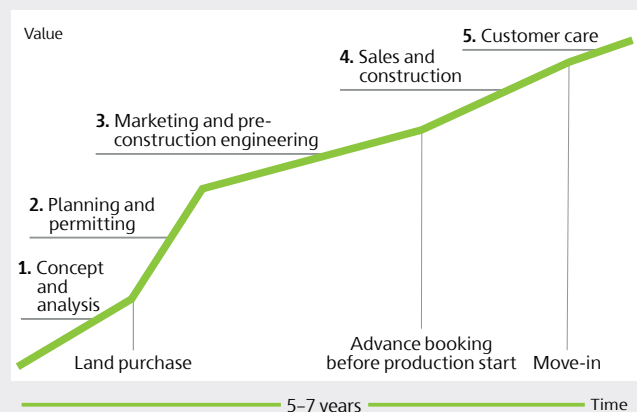 Value
5. Customer care
4. Sales and
construction
3. Marketing and pre-
construction engineering
2. Planning and
permitting
1. Concept
and
analysis
Land purchase
Advance booking
before production start
Move-in
5–7 years
Time